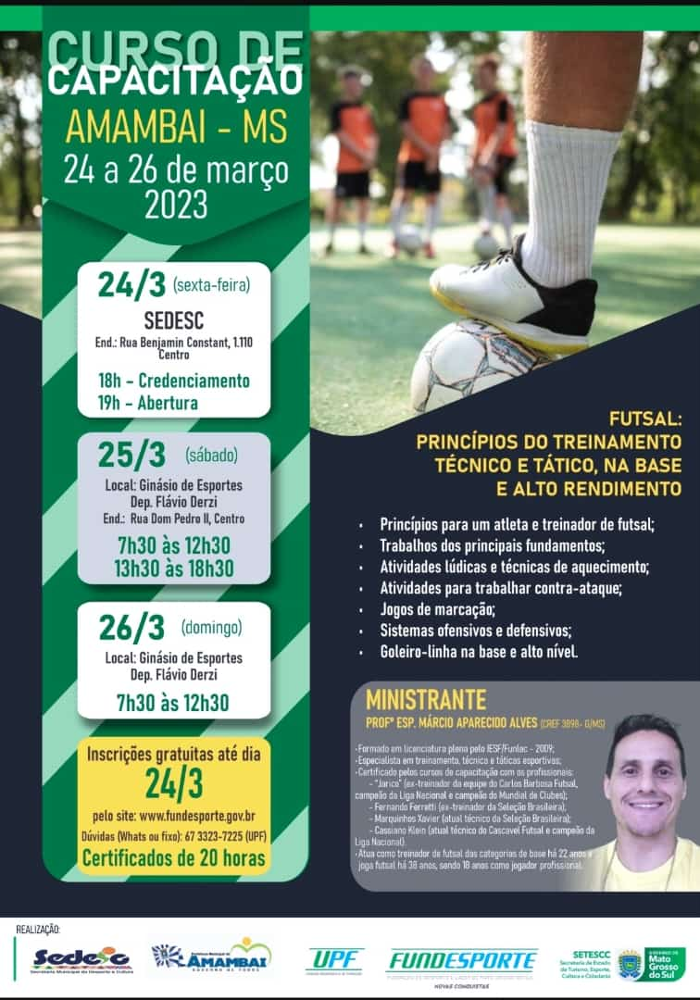 CURSO DE
CAPACITAÇÃO
AMAMBAI - MS
24 a 26 de março
2023
24/3 (sexta-feira)
SEDESC
End.: Rua Benjamin Constant, 1.110
Centro
18h - Credenciamento
19h - Abertura
25/3 (sábado)
Local: Ginásio de Esportes
Dep. Flávio Derzi
End.: Rua Dom Pedro II, Centro
7h30 às 12h30
13h30 às 18h30
26/3 (domingo)
Local: Ginásio de Esportes
Dep. Flávio Derzi
7h30 às 12h30
Inscrições gratuitas até dia
24/3
pelo site: www.fundesporte.gov.br
Dúvidas (Whats ou fixo): 67 3323-7225 (UPF)
Certificados de 20 horas
FUTSAL:
PRINCÍPIOS DO TREINAMENTO
TÉCNICO E TÁTICO, NA BASE
E ALTO RENDIMENTO
• Princípios para um atleta e treinador de futsal;
• Trabalhos dos principais fundamentos;
• Atividades lúdicas e técnicas de aquecimento;
• Atividades para trabalhar contra-ataque;
• Jogos de marcação;
• Sistemas ofensivos e defensivos;
• Goleiro-linha na base e alto nível.
MINISTRANTE
PROFº ESP. MÁRCIO APARECIDO ALVES (CREF 3898- G/MS)
•Formado em licenciatura plena pelo IESF/Funlec - 2009;
•Especialista em treinamento, técnica e táticas esportivas;
•Certificado pelos cursos de capacitação com os profissionais:
- "Jarico" (ex-treinador da equipe do Carlos Barbosa Futsal,
campeão da Liga Nacional e campeão do Mundial de Clubes);
- Fernando Ferretti (ex-treinador da Seleção Brasileira);
- Marquinhos Xavier (atual técnico da Seleção Brasileira);
- Cassiano Klein (atual técnico do Cascavel Futsal e campeão da
Liga Nacional).
•Atua como treinador de futsal das categorias de base há 22 anos e
joga futsal há 38 anos, sendo 18 anos como jogador profissional.
REALIZAÇÃO:
Sedesc
Secretaria Municipal de Desporto e Cultura
Prefeitura Municipal de
AMAMBAI
GOVERNO DE TODOS
UPF
FUNDESPORTE
NOVAS CONQUISTAS
SETESCC
Secretaria de Estado
de Turismo, Esporte,
Cultura e Cidadania
GOVERNO DE
Mato
Grosso
do Sul